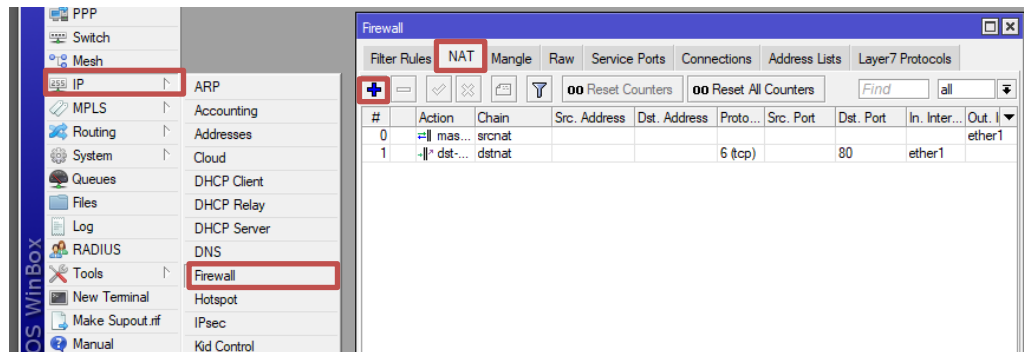 PPP
Switch
Mesh
IP
MPLS
Routing
System
Queues
Files
Log
RADIUS
Tools
New Terminal
Make Supout.rif
Manual
OS WinBox
ARP
Accounting
Addresses
Cloud
DHCP Client
DHCP Relay
DHCP Server
DNS
Firewall
Hotspot
IPsec
Kid Control
Firewall
Filter Rules NAT Mangle Raw Service Ports Connections Address Lists Layer7 Protocols
00 Reset Counters 00 Reset All Counters Find all
# Action Chain Src. Address Dst. Address Proto... Src. Port Dst. Port In. Inter... Out. I
0 mas... srcnat ether1
1 dst-... dstnat 6 (tcp) 80 ether1